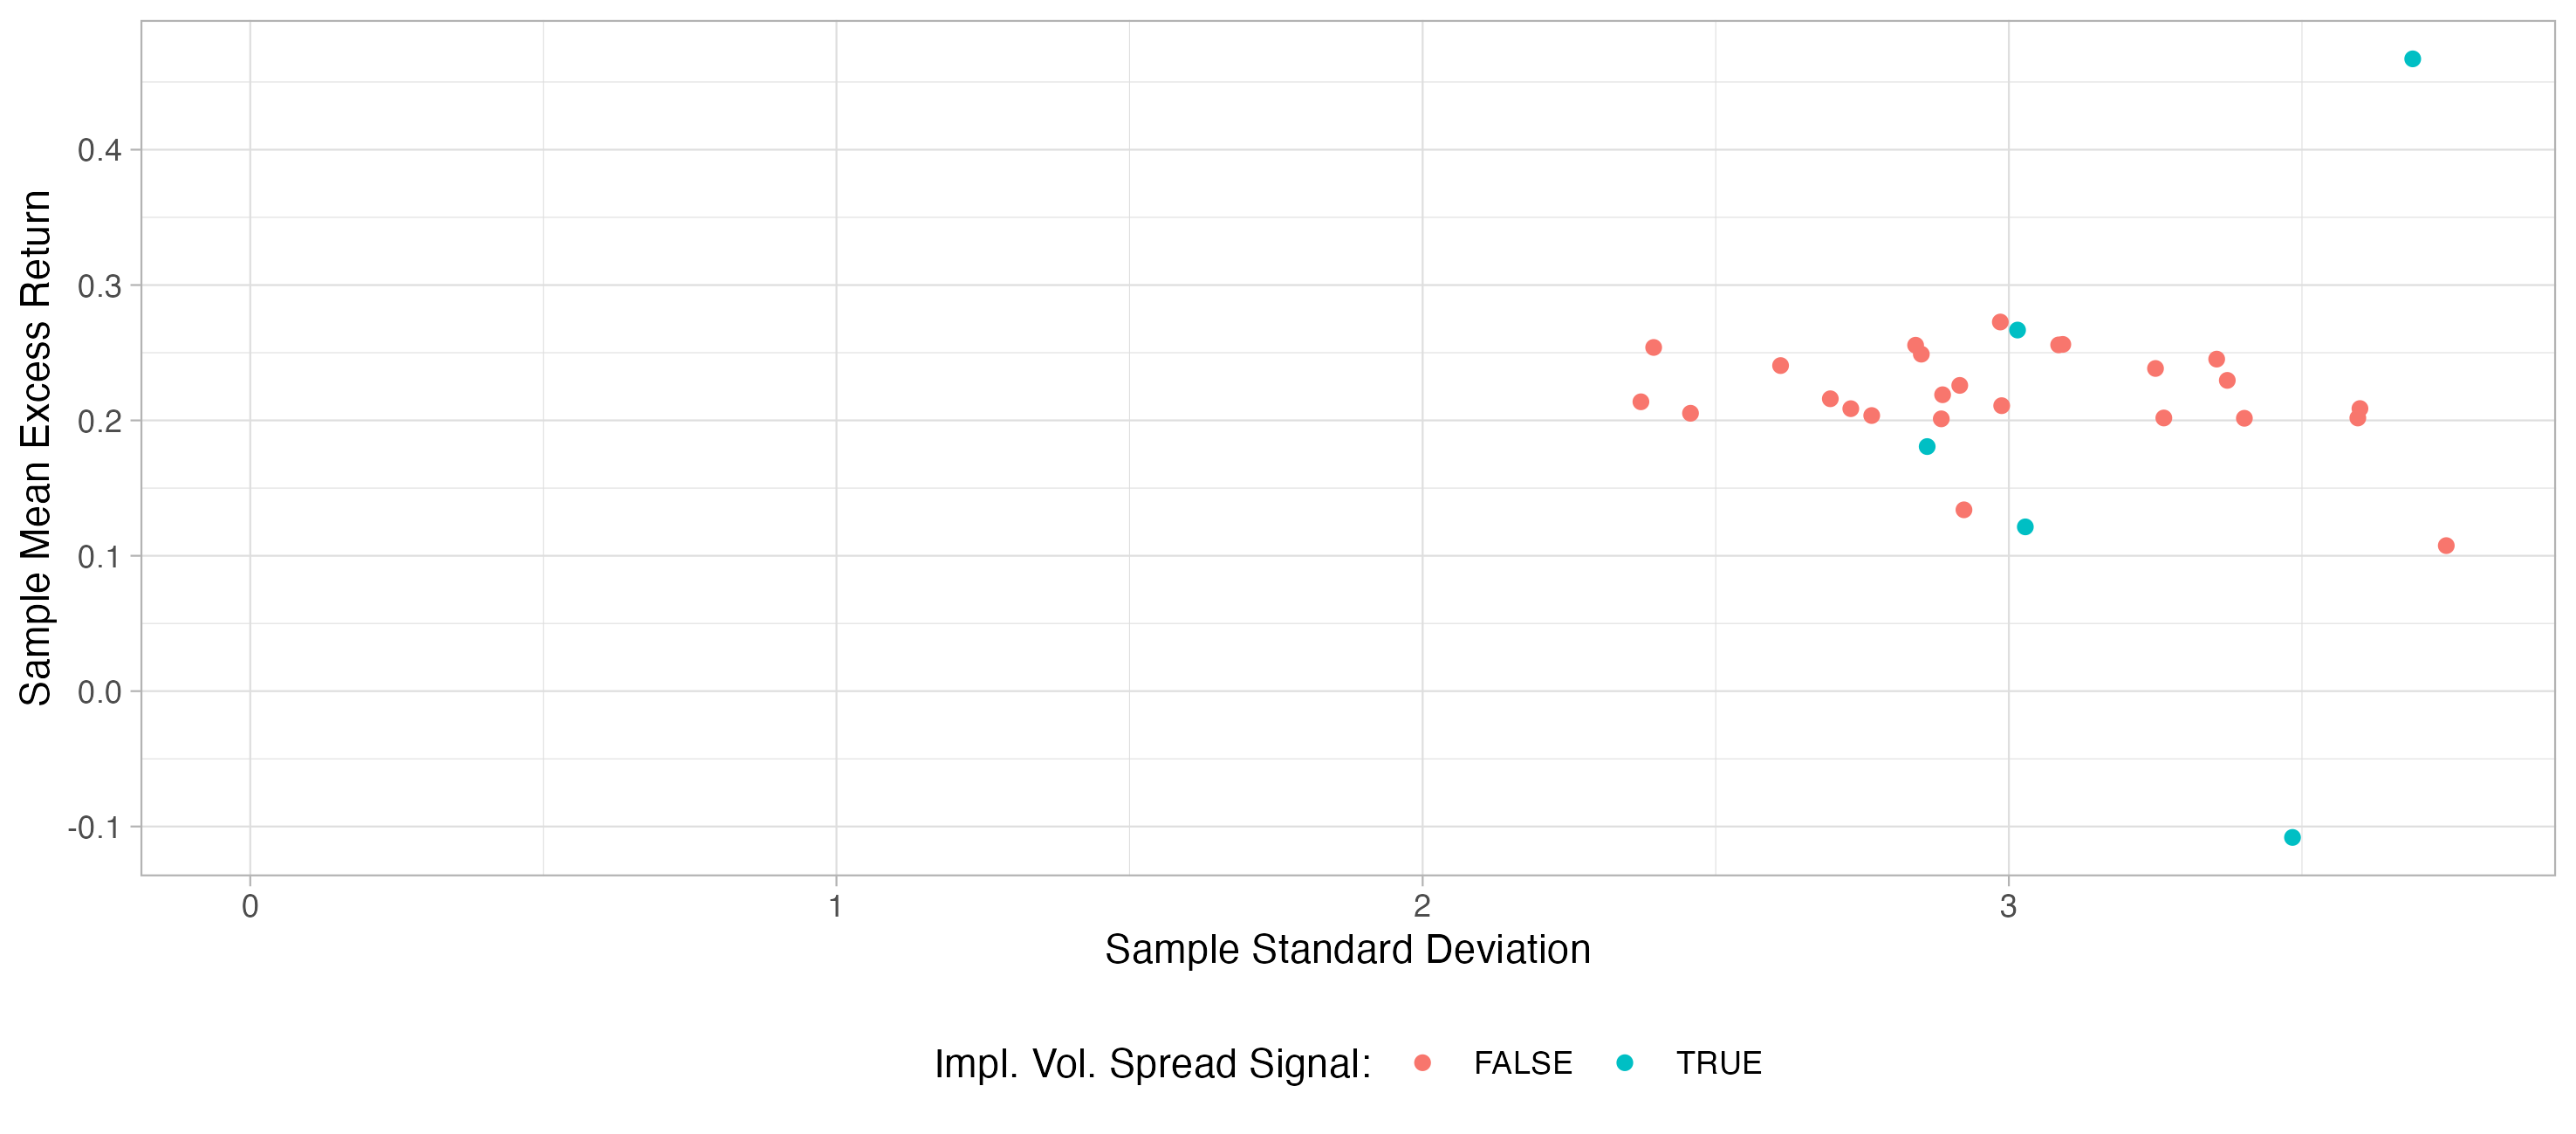 Sample Mean Excess Return
0.4
0.3
0.2
0.1
0.0
-0.1
0 1 2 3
Sample Standard Deviation
Impl. Vol. Spread Signal: FALSE TRUE